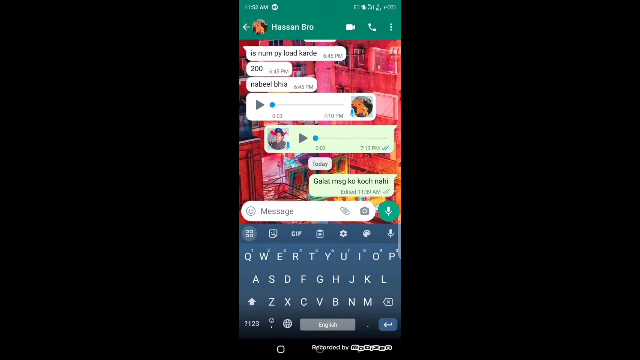 11:52 AM
Hassan Bro
is num py load karde
6:45 PM
200
6:45 PM
nabeel bhia
6:45 PM
0:03
7:10 PM
0:03
7:13 PM
Today
Galat msg ko koch nahi
Edited 11:39 AM
Message
GIF
Q W E R T Y U I O P
A S D F G H J K L
Z X C V B N M
?123
English
.
Recorded by